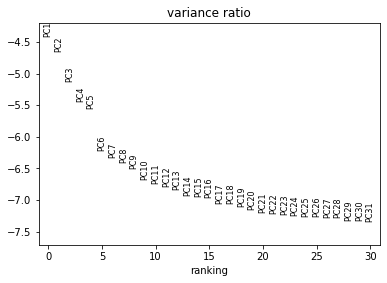 variance ratio
−4.5
−5.0
−5.5
−6.0
−6.5
−7.0
−7.5
PC1
PC2
PC3
PC4
PC5
PC6
PC7
PC8
PC9
PC10
PC11
PC12
PC13
PC14
PC15
PC16
PC17
PC18
PC19
PC20
PC21
PC22
PC23
PC24
PC25
PC26
PC27
PC28
PC29
PC30
PC31
0 5 10 15 20 25 30
ranking